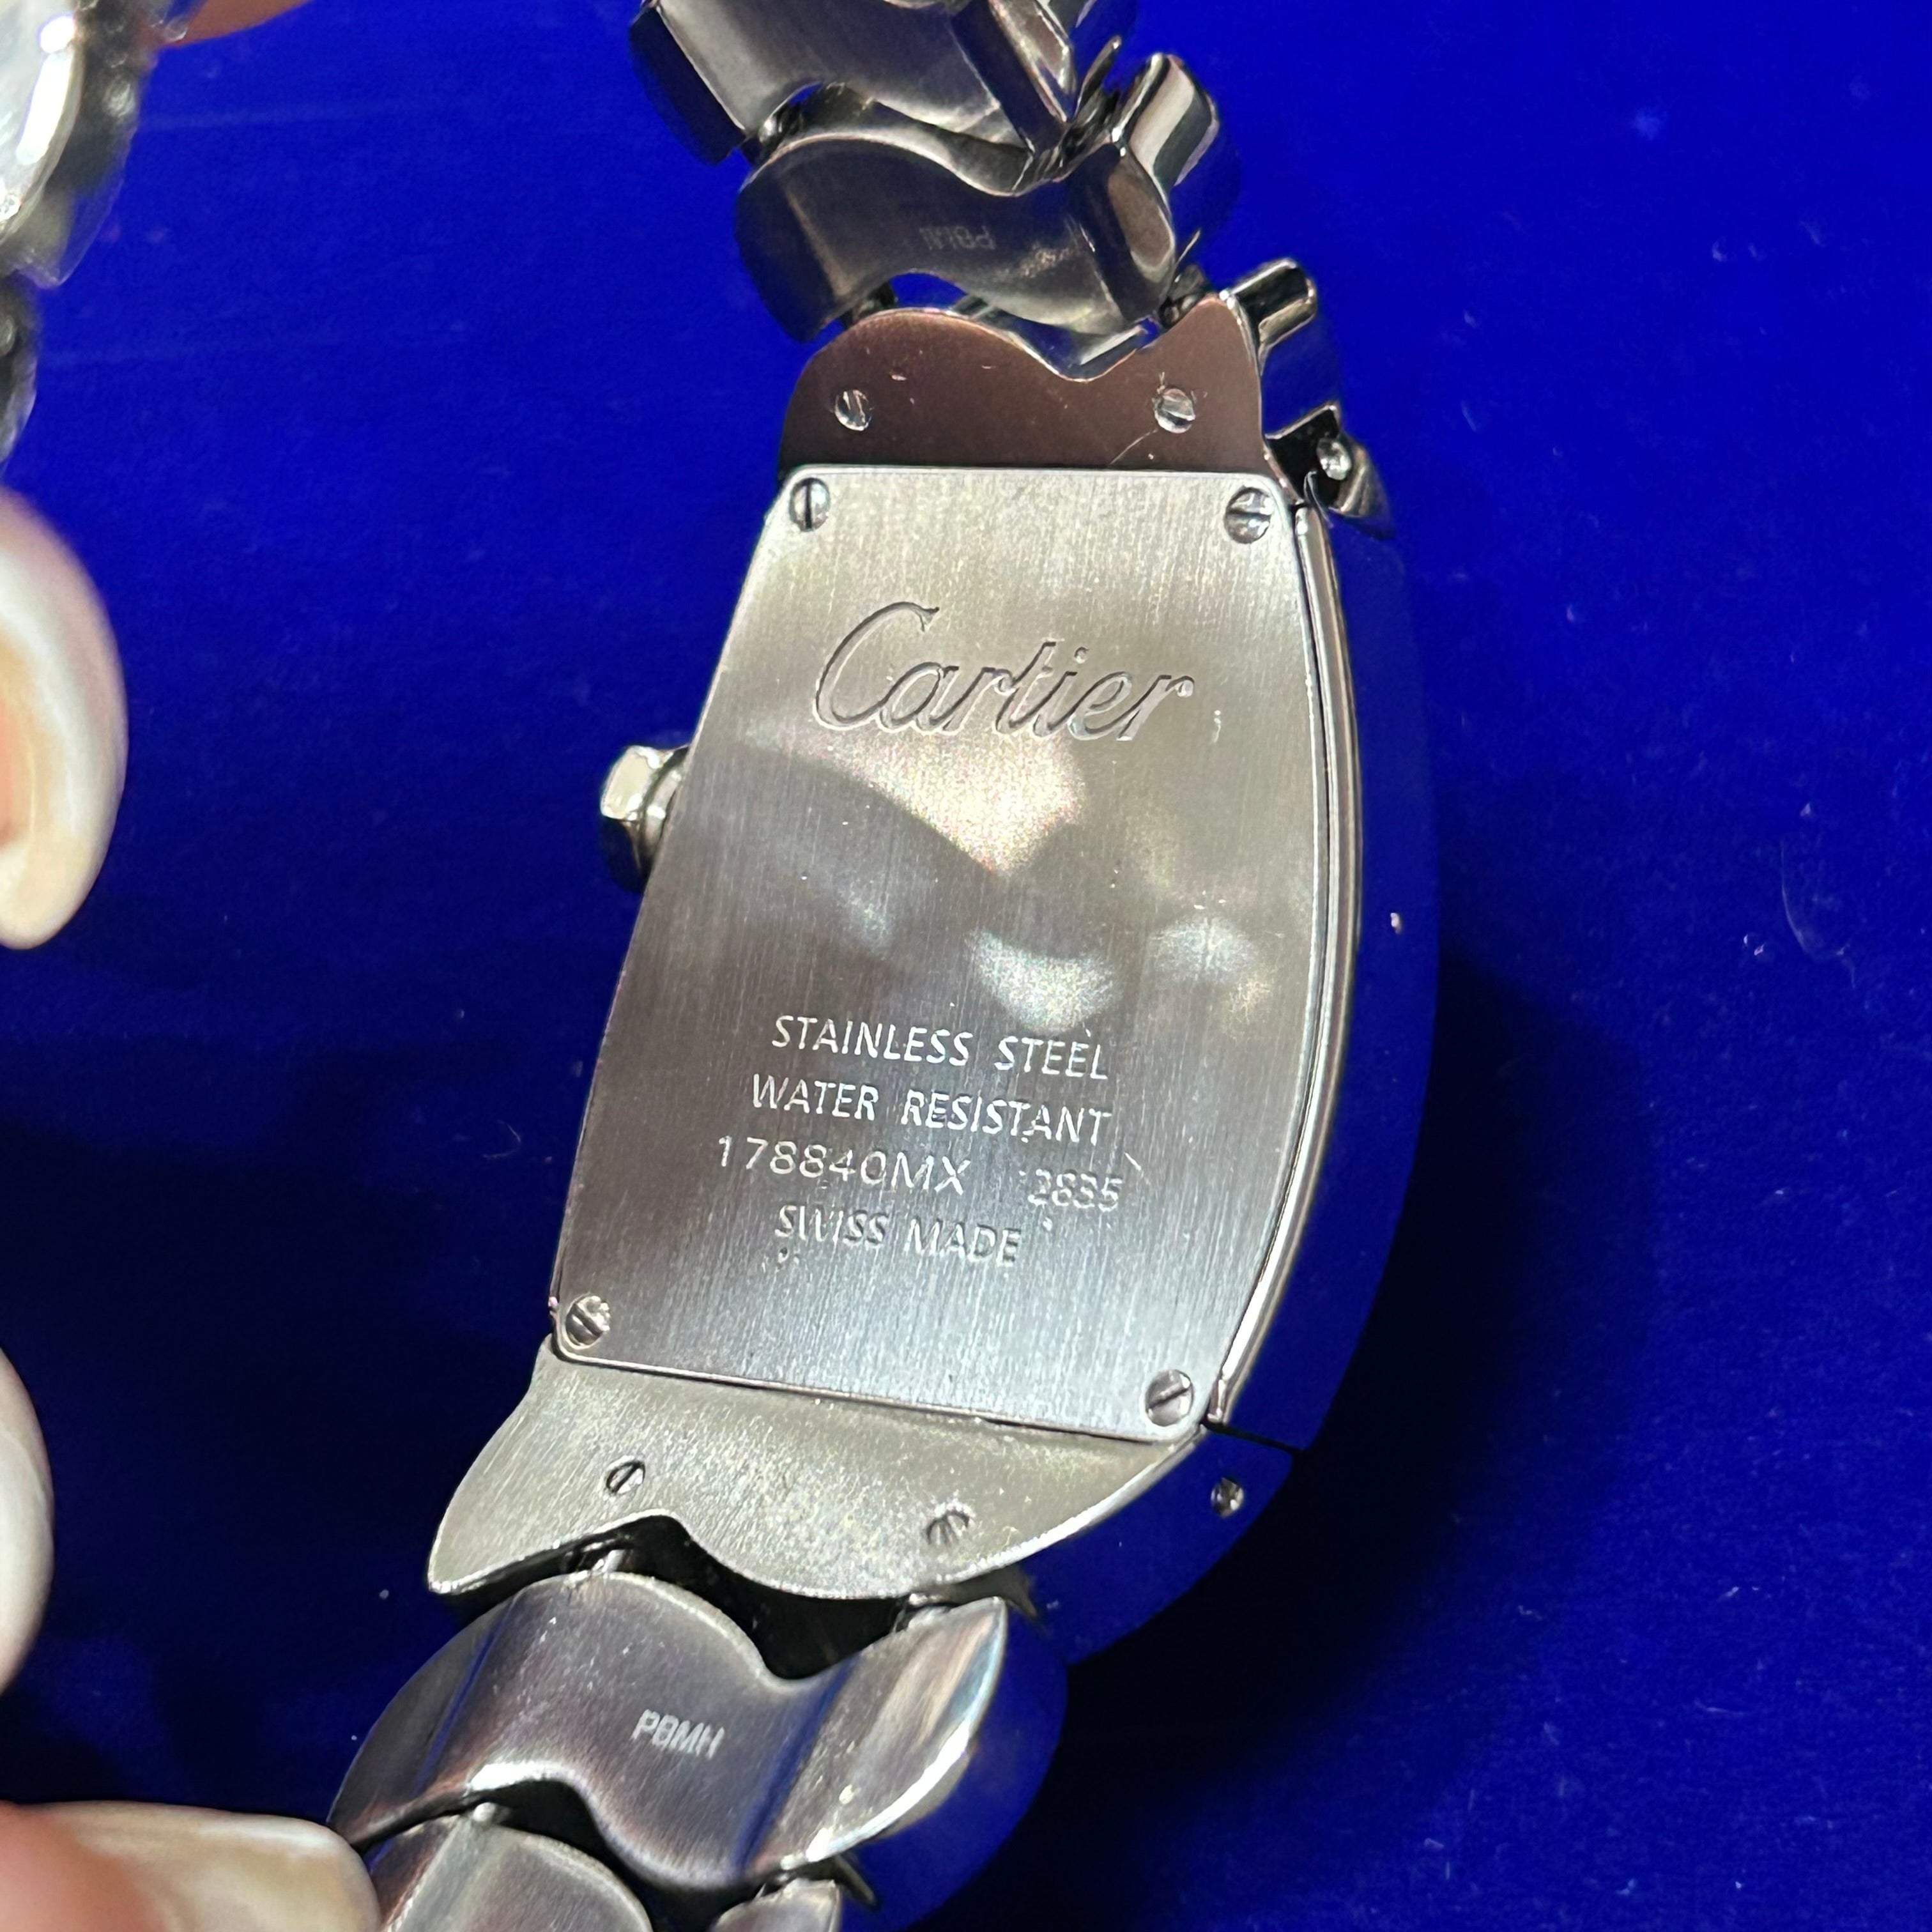 Cartier
STAINLESS STEEL
WATER RESISTANT
178840MX 2835
SWISS MADE
PBMH